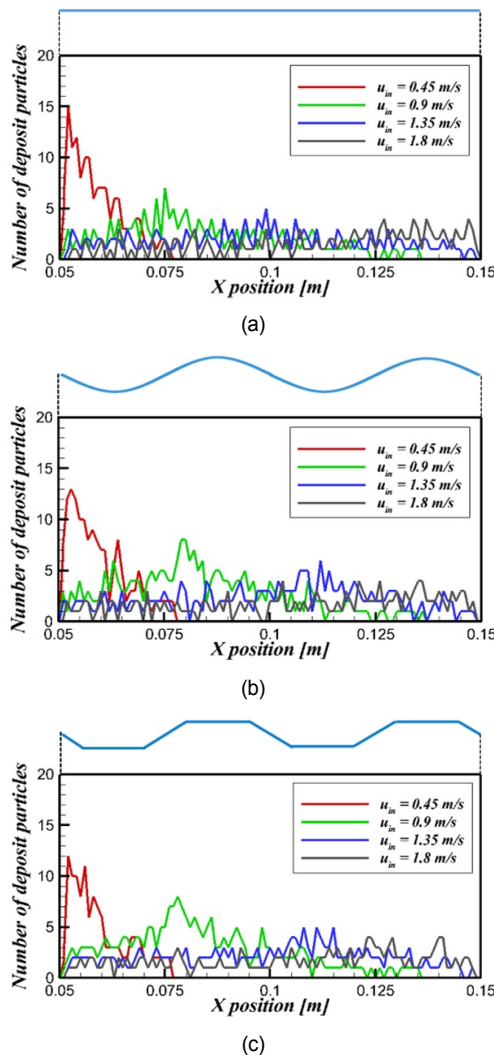 20
15
10
5
0
Number of deposit particles
u_in = 0.45 m/s
u_in = 0.9 m/s
u_in = 1.35 m/s
u_in = 1.8 m/s
0.05 0.075 0.1 0.125 0.15
X position [m]
(a)
20
15
10
5
0
Number of deposit particles
u_in = 0.45 m/s
u_in = 0.9 m/s
u_in = 1.35 m/s
u_in = 1.8 m/s
0.05 0.075 0.1 0.125 0.15
X position [m]
(b)
20
15
10
5
0
Number of deposit particles
u_in = 0.45 m/s
u_in = 0.9 m/s
u_in = 1.35 m/s
u_in = 1.8 m/s
0.05 0.075 0.1 0.125 0.15
X position [m]
(c)